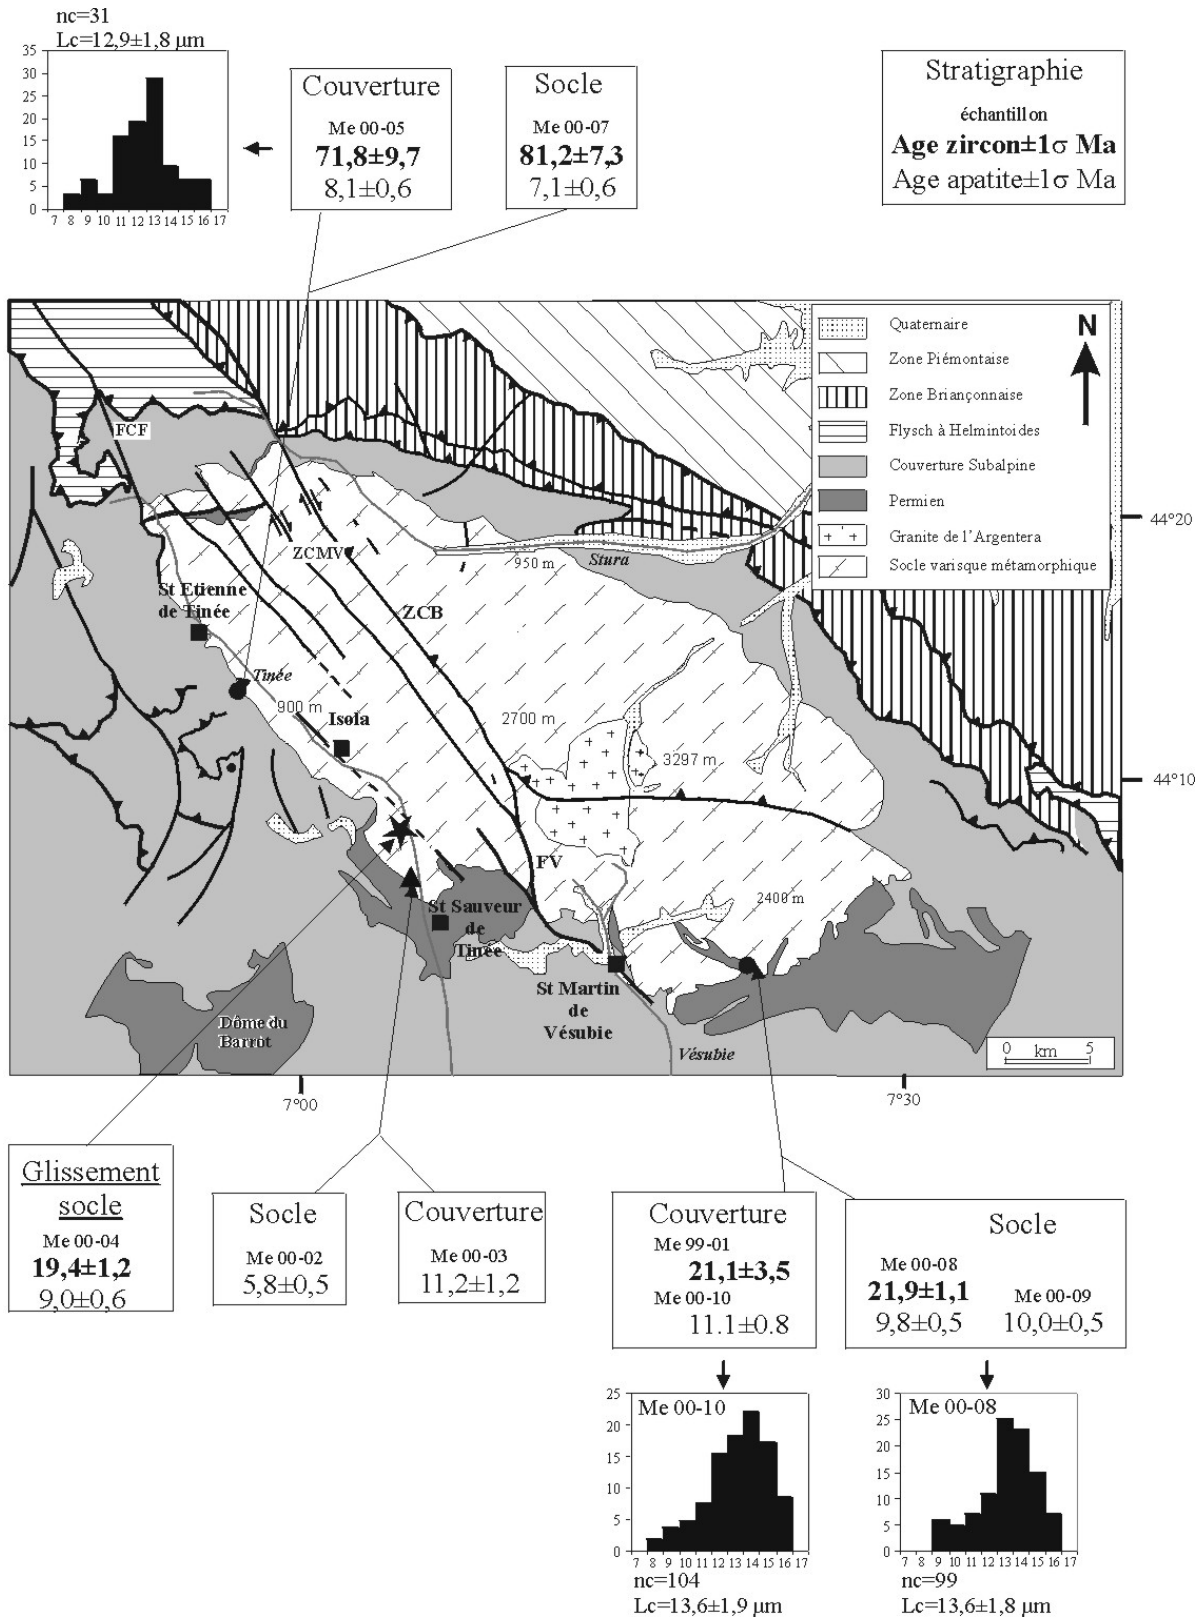 nc=31
Lc=12,9±1,8 µm
35
30
25
20
15
10
5
0
7 8 9 10 11 12 13 14 15 16 17
Couverture
Me 00-05
71,8±9,7
8,1±0,6
Socle
Me 00-07
81,2±7,3
7,1±0,6
Stratigraphie
échantillon
Age zircon±1σ Ma
Age apatite±1σ Ma
Quaternaire
Zone Piémontaise
Zone Briançonnaise
Flysch à Helmintoides
Couverture Subalpine
Permien
Granite de l'Argentera
Socle varisque métamorphique
N
FCF
ZCMV
ZCB
950 m
Stura
St Etienne
de Tinée
Tinée
900 m
Isola
2700 m
3297 m
FV
2400 m
St Sauveur
de
Tinée
St Martin
de
Vésubie
Vésubie
Dôme du
Barrot
0 km 5
44°20
44°10
7°00
7°30
Glissement
socle
Me 00-04
19,4±1,2
9,0±0,6
Socle
Me 00-02
5,8±0,5
Couverture
Me 00-03
11,2±1,2
Couverture
Me 99-01
21,1±3,5
Me 00-10
11.1±0.8
Socle
Me 00-08
21,9±1,1
9,8±0,5
Me 00-09
10,0±0,5
25
20
15
10
5
0
Me 00-10
7 8 9 10 11 12 13 14 15 16 17
nc=104
Lc=13,6±1,9 µm
30
25
20
15
10
5
0
Me 00-08
7 8 9 10 11 12 13 14 15 16 17
nc=99
Lc=13,6±1,8 µm